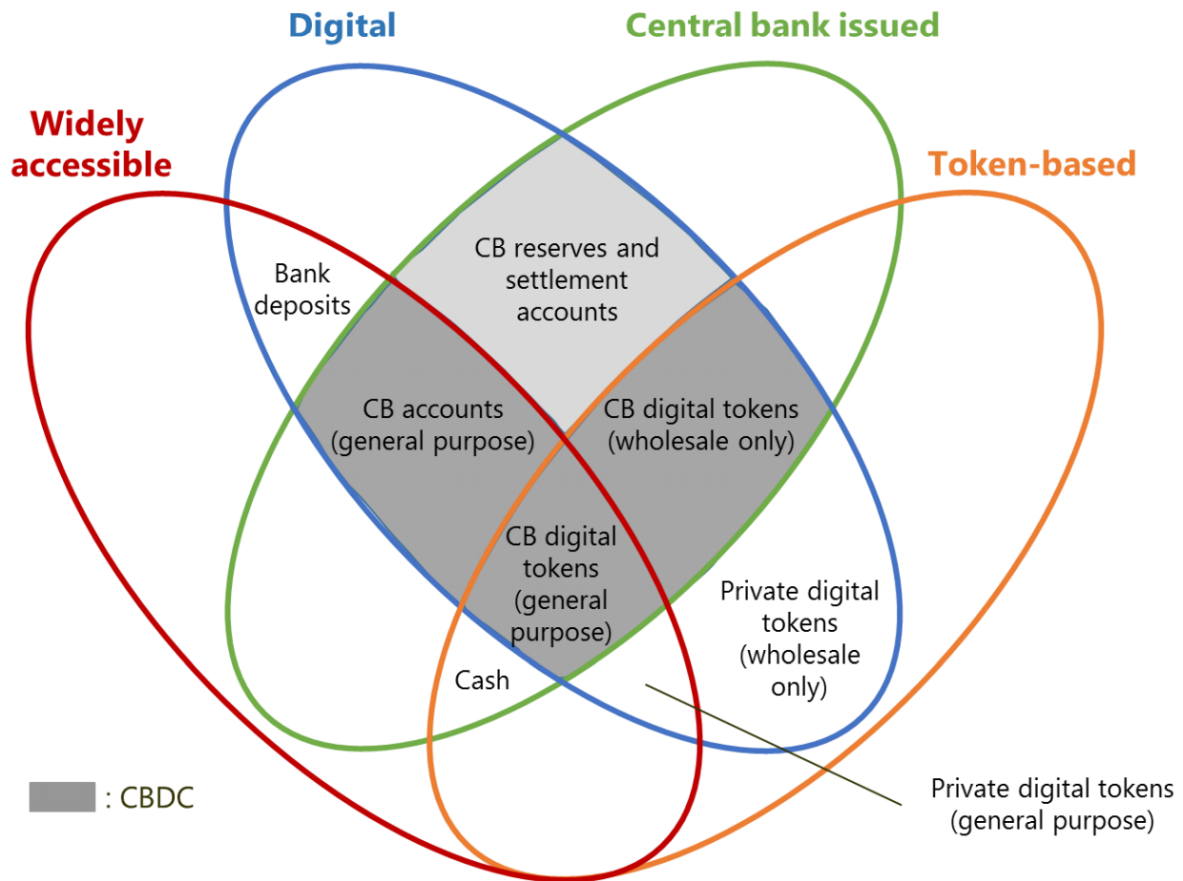 Digital
Central bank issued
Widely
accessible
Token-based
Bank
deposits
CB reserves and
settlement
accounts
CB accounts
(general purpose)
CB digital tokens
(wholesale only)
CB digital
tokens
(general
purpose)
Private digital
tokens
(wholesale
only)
Cash
: CBDC
Private digital tokens
(general purpose)